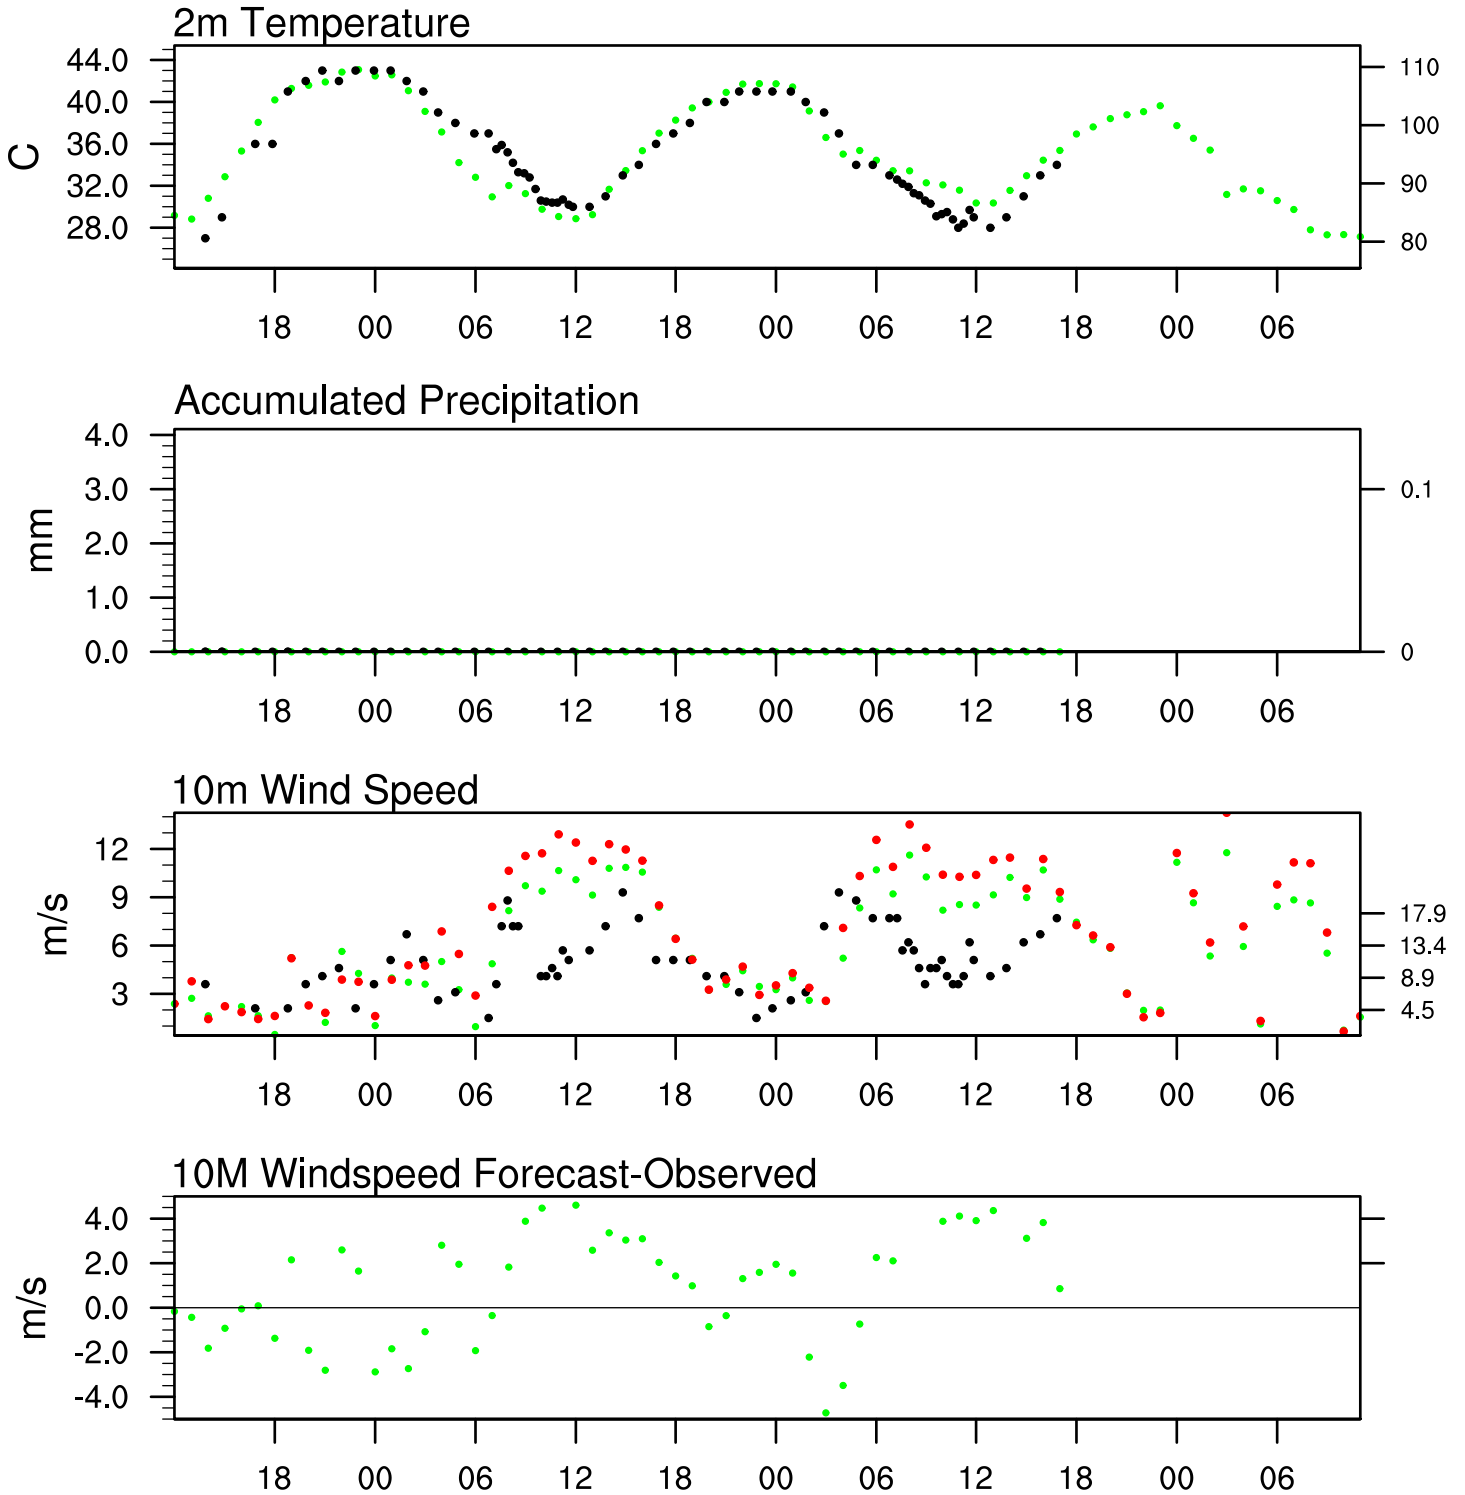 2m Temperature
44.0
40.0
36.0
32.0
28.0
C
110
100
90
80
18 00 06 12 18 00 06 12 18 00 06
Accumulated Precipitation
4.0
3.0
2.0
1.0
0.0
mm
0.1
0
18 00 06 12 18 00 06 12 18 00 06
10m Wind Speed
12
9
6
3
m/s
17.9
13.4
8.9
4.5
18 00 06 12 18 00 06 12 18 00 06
10M Windspeed Forecast-Observed
4.0
2.0
0.0
-2.0
-4.0
m/s
18 00 06 12 18 00 06 12 18 00 06